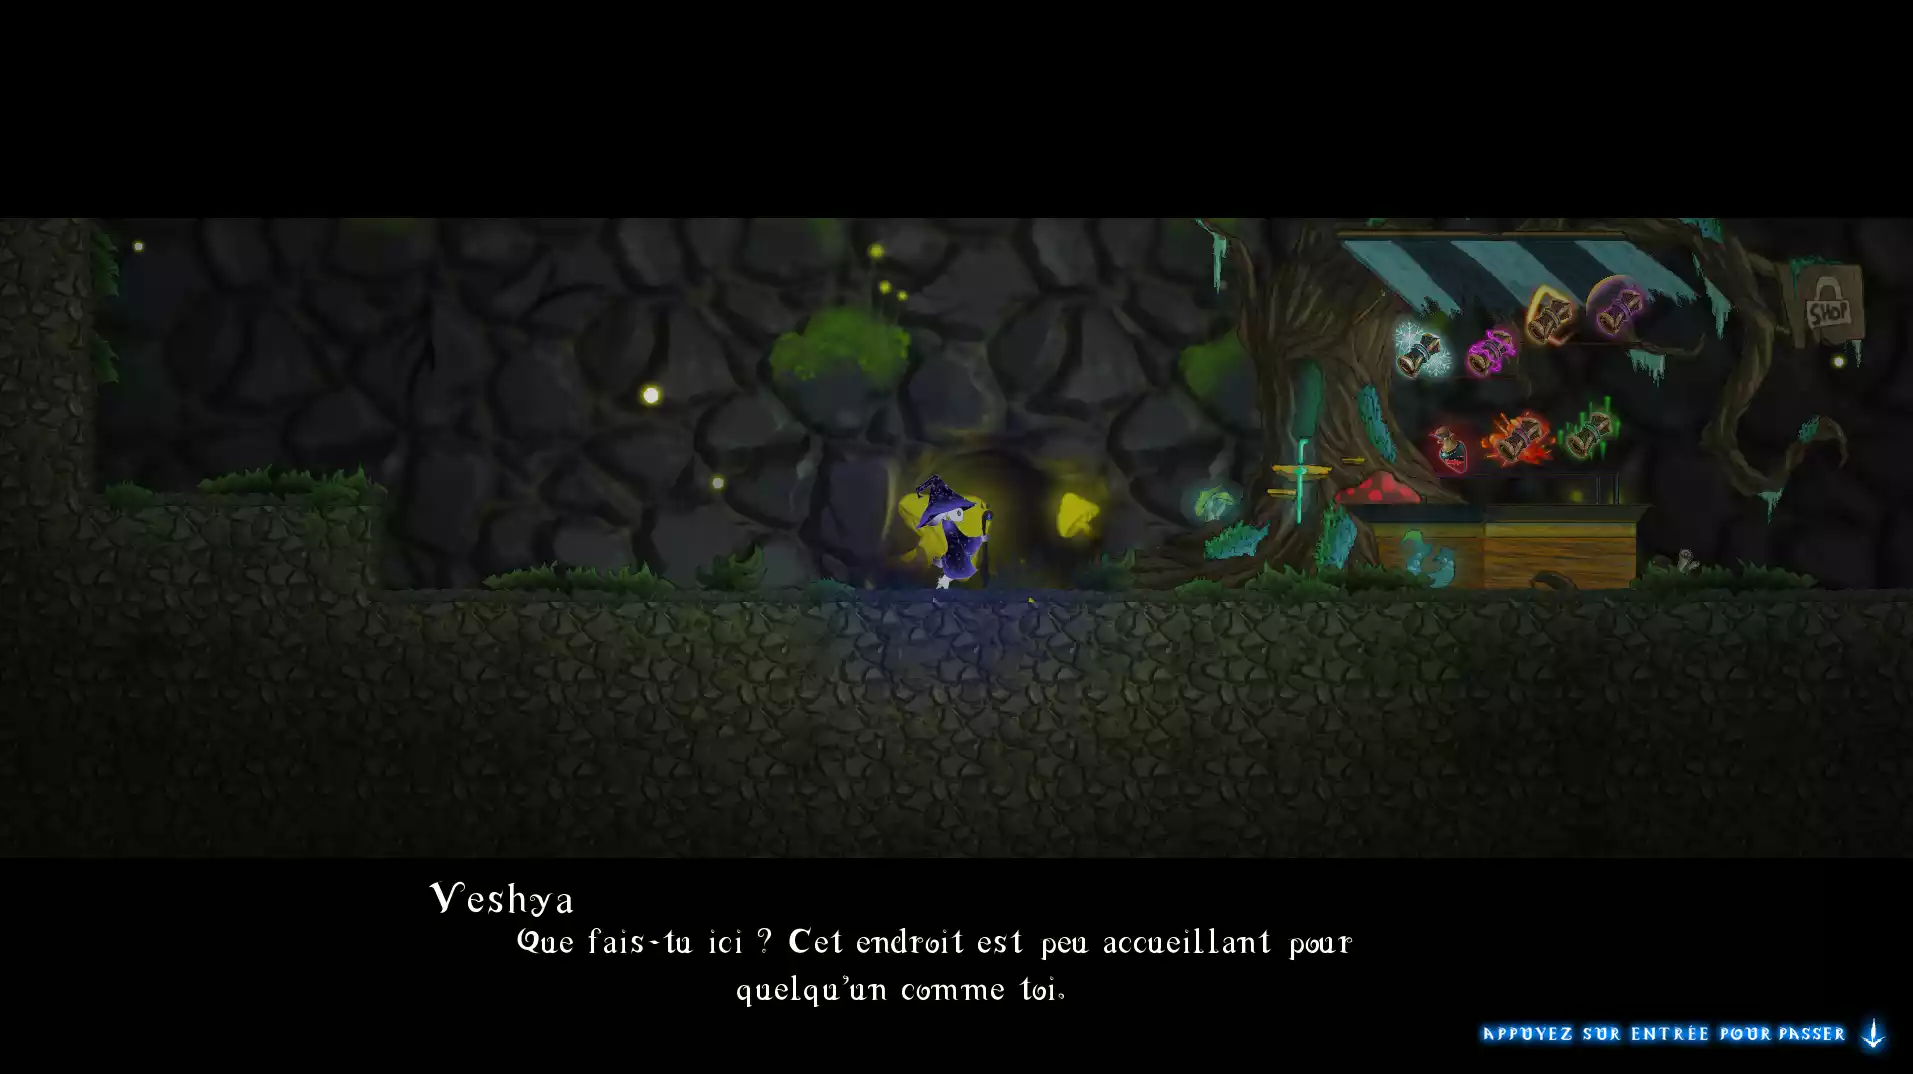 SHOP
Veshya
Que fais-tu ici ? Cet endroit est peu accueillant pour
quelqu'un comme toi.
APPUYEZ SUR ENTRÉE POUR PASSER